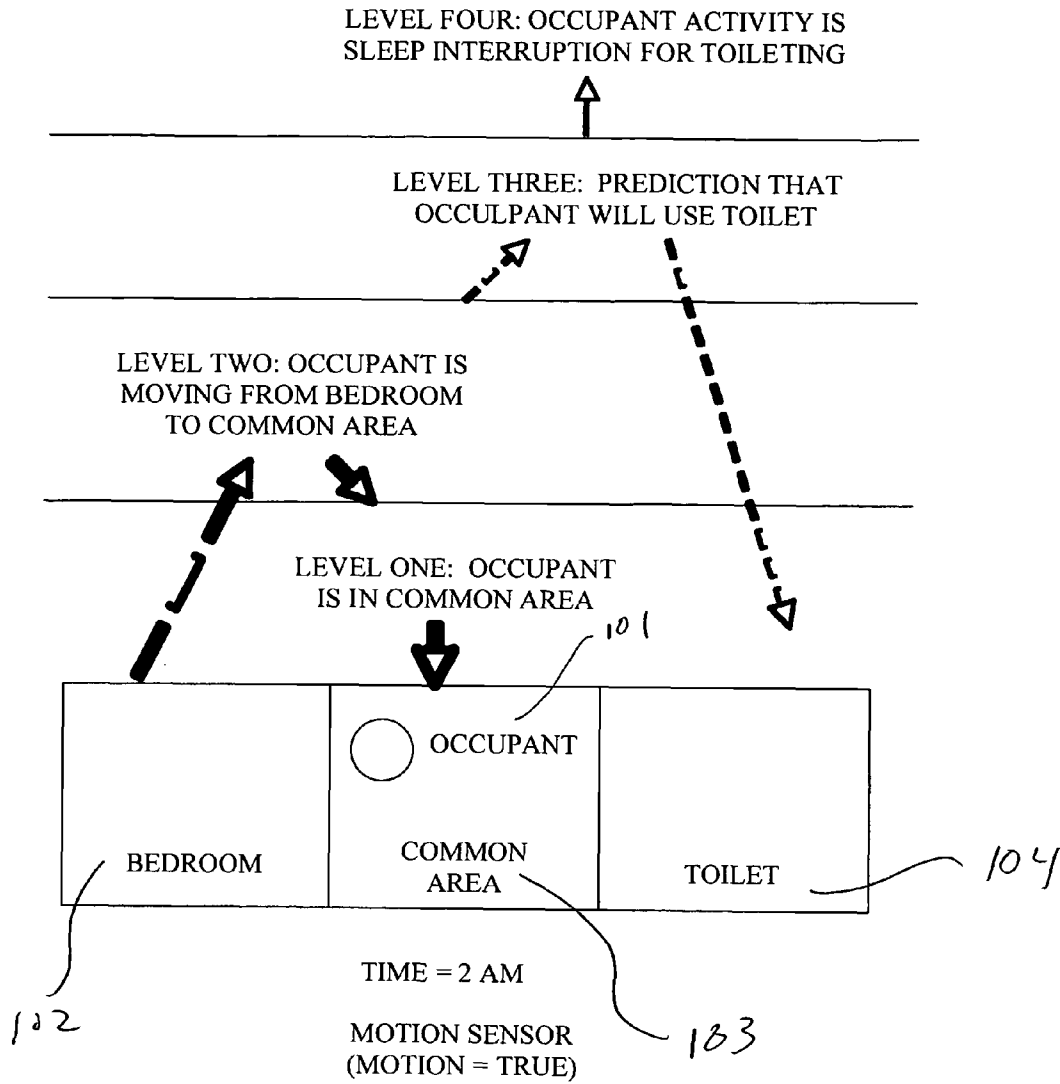 LEVEL FOUR: OCCUPANT ACTIVITY IS
SLEEP INTERRUPTION FOR TOILETING
LEVEL THREE: PREDICTION THAT
OCCULPANT WILL USE TOILET
LEVEL TWO: OCCUPANT IS
MOVING FROM BEDROOM
TO COMMON AREA
LEVEL ONE: OCCUPANT
IS IN COMMON AREA
101
OCCUPANT
BEDROOM
COMMON
AREA
TOILET
104
TIME = 2 AM
102
103
MOTION SENSOR
(MOTION = TRUE)